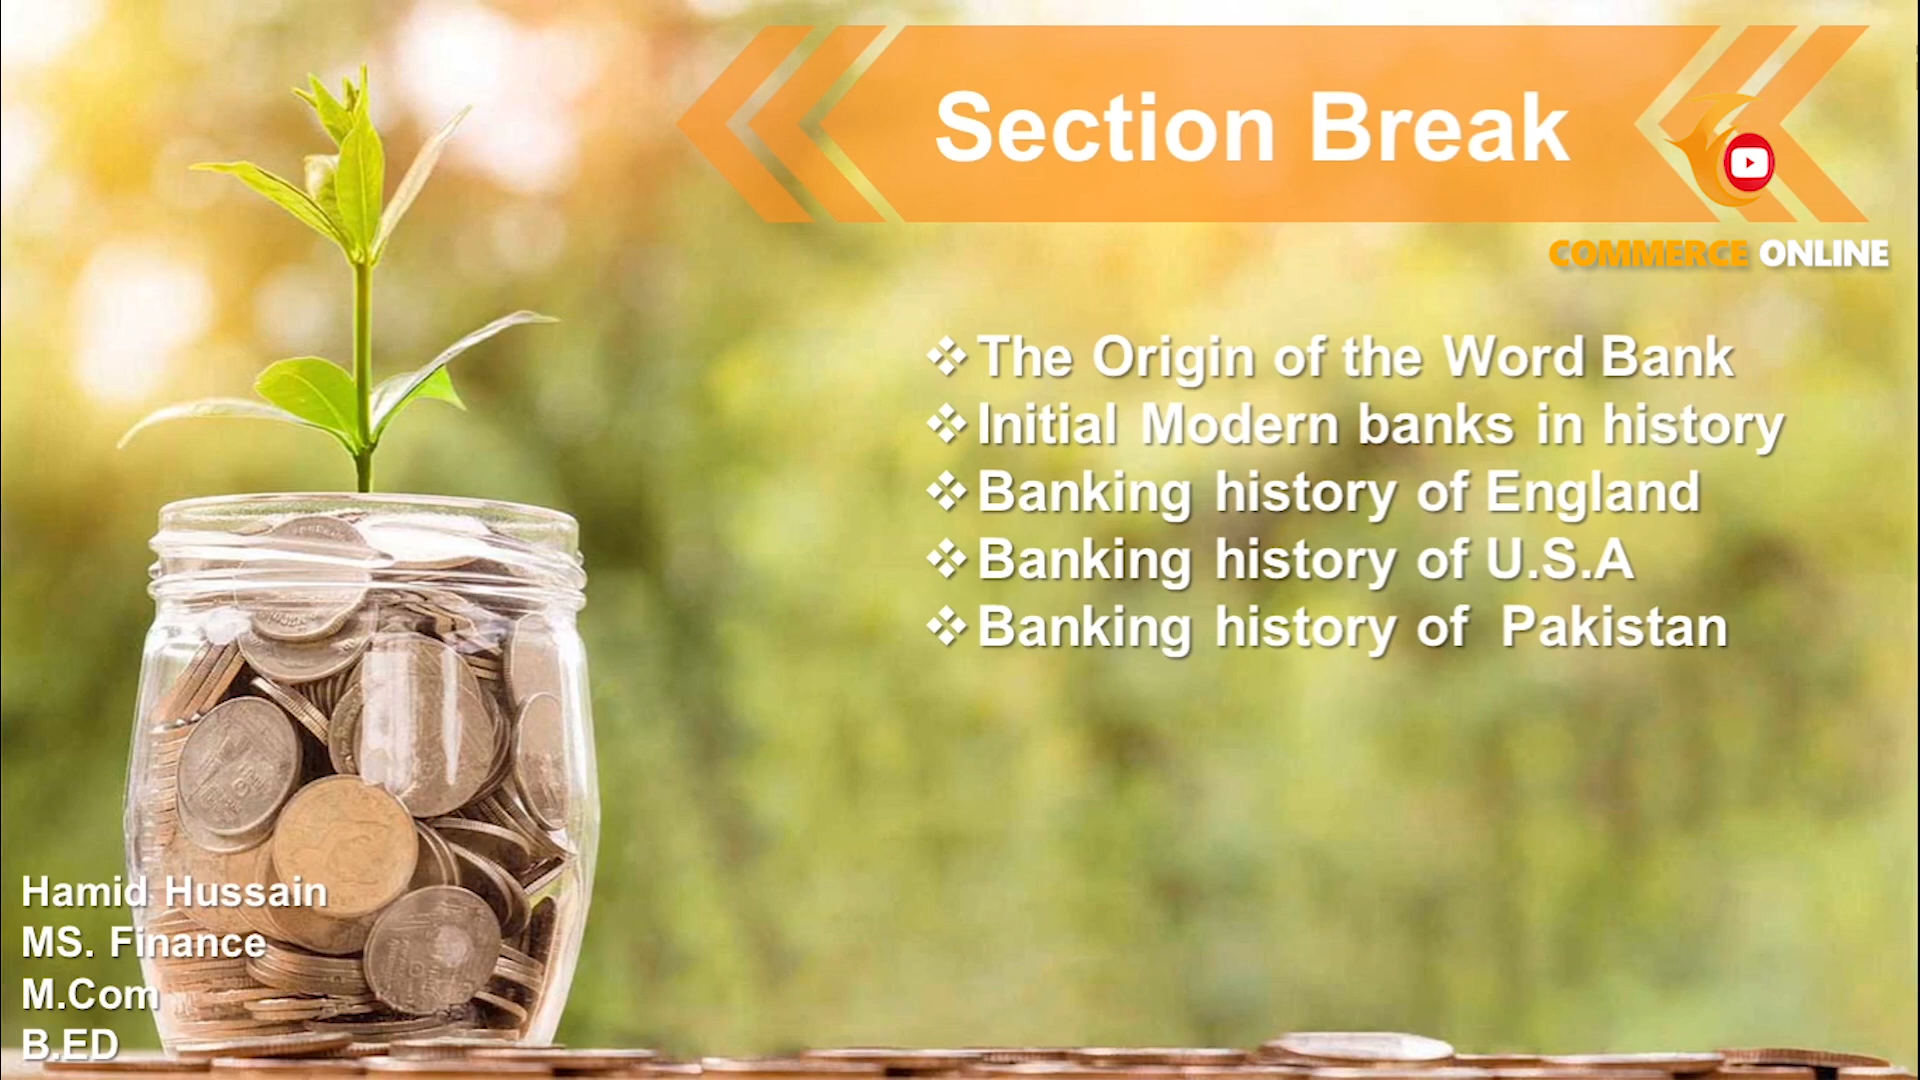 Section Break
COMMERCE ONLINE
❖ The Origin of the Word Bank
❖ Initial Modern banks in history
❖ Banking history of England
❖ Banking history of U.S.A
❖ Banking history of Pakistan
Hamid Hussain
MS. Finance
M.Com
B.ED